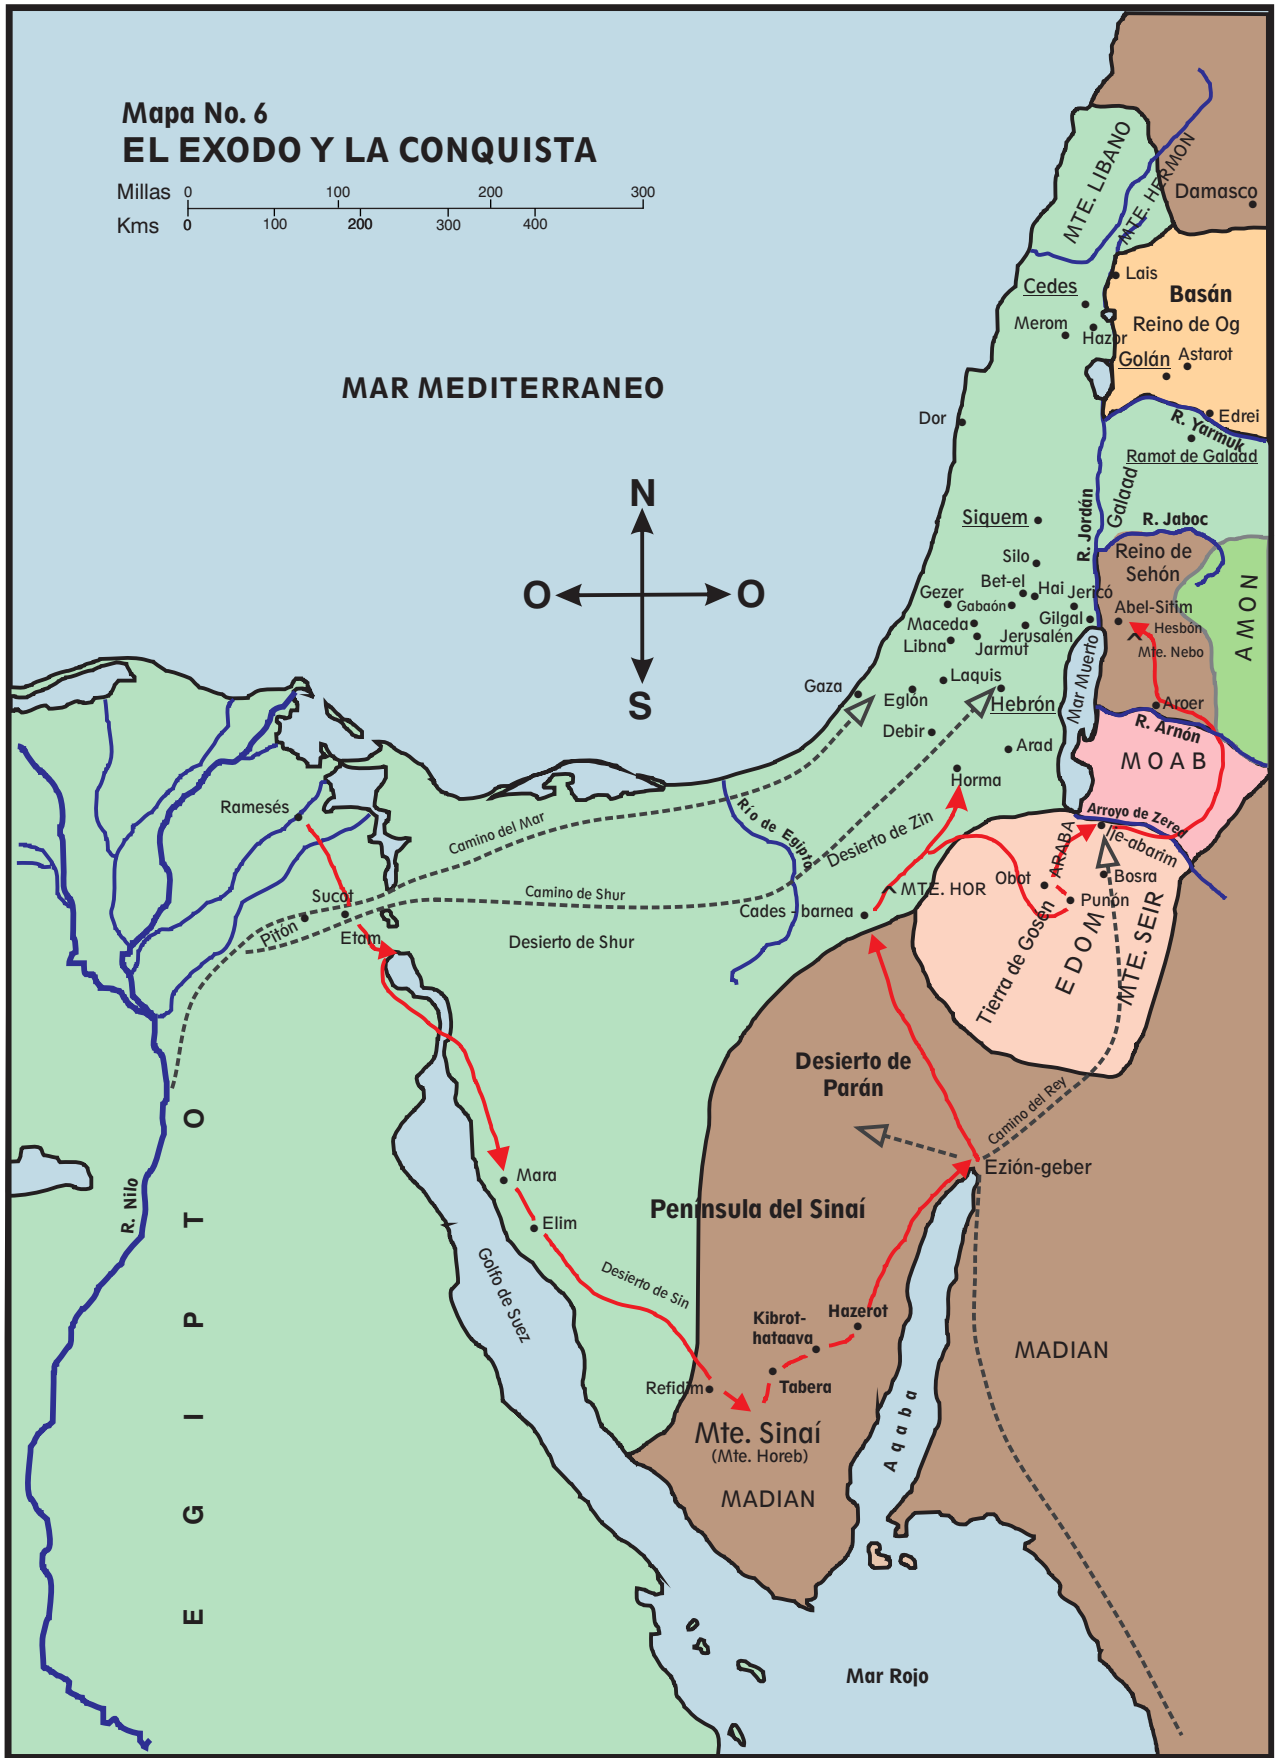 Mapa No. 6
EL EXODO Y LA CONQUISTA
Millas 0 100 200 300
Kms 0 100 200 300 400
MTE. LIBANO
MTE. HERMON
Damasco
Lais
Cedes
Basán
Reino de Og
Merom
Hazor
Golán
Astarot
MAR MEDITERRANEO
Dor
Edrei
R. Yarmuk
Ramot de Galaad
Galaad
N
O
O
S
Siquem
R. Jordán
R. Jaboc
Silo
Reino de
Sehón
AMON
Bet-el
Hai
Jericó
Gezer
Gabaón
Abel-Sitim
Maceda
Gilgal
Hesbón
Jerusalén
Libna
Jarmut
Mte. Nebo
Mar Muerto
Gaza
Laquis
Eglón
Hebrón
Aroer
R. Arnón
Debir
Arad
MOAB
Horma
Ramesés
Camino del Mar
Río de Egipto
Desierto de Zin
Arroyo de Zered
ARABA
Ije-abarim
Obot
Bosra
MTE. HOR
Punón
Sucot
Camino de Shur
Cades - barnea
Pitón
Etam
Desierto de Shur
Tierra de Gosen
EDOM
MTE. SEIR
Desierto de
Parán
Camino del Rey
Ezión-geber
Mara
R. Nilo
EGIPTO
Península del Sinaí
Elim
Golfo de Suez
Desierto de Sin
Kibrot-
hataava
Hazerot
MADIAN
Refidim
Tabera
Mte. Sinaí
(Mte. Horeb)
Aqaba
MADIAN
Mar Rojo